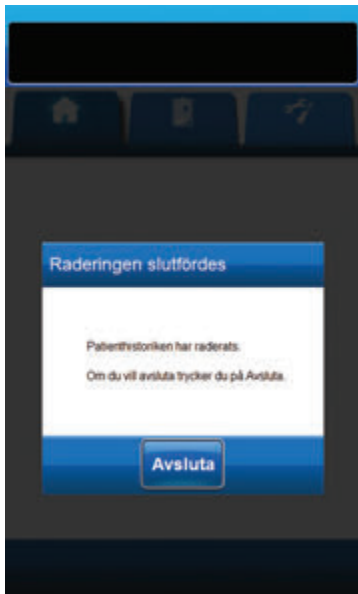 Raderingen slutfördes
Patienthistoriken har raderats.
Om du vill avsluta trycker du på Avsluta.
Avsluta